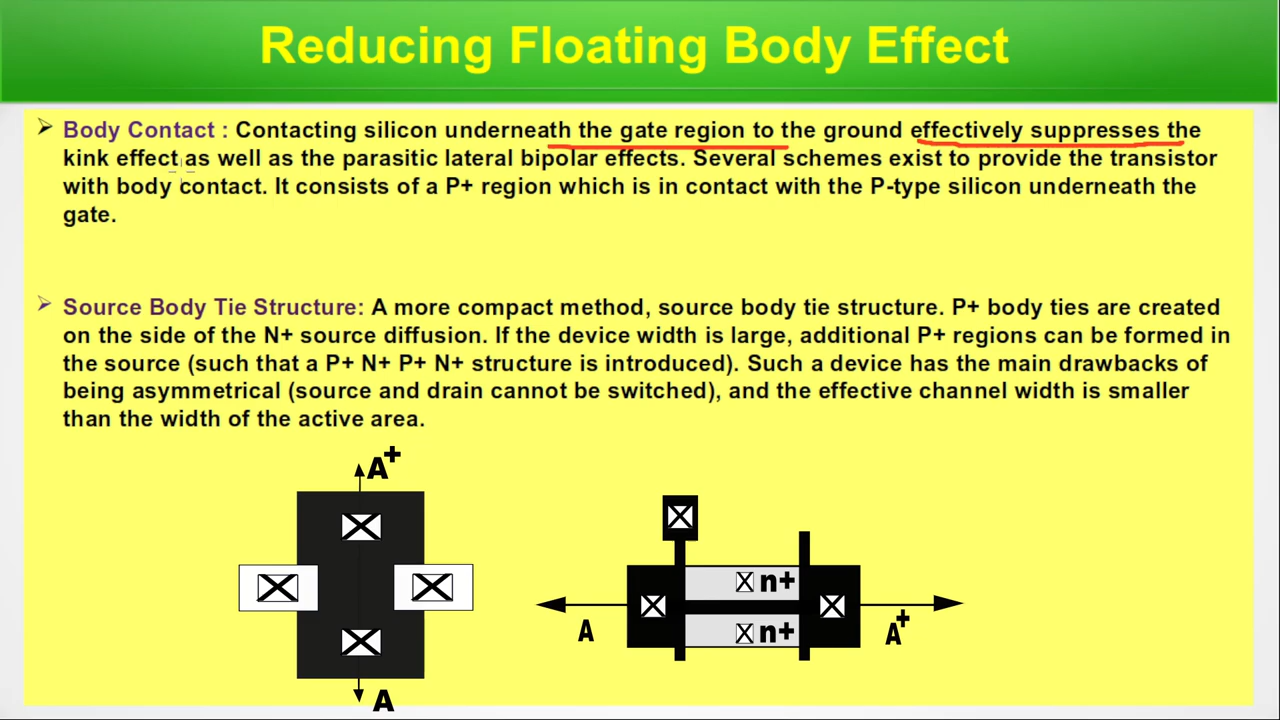 Reducing Floating Body Effect
Body Contact : Contacting silicon underneath the gate region to the ground effectively suppresses the
kink effect as well as the parasitic lateral bipolar effects. Several schemes exist to provide the transistor
with body contact. It consists of a P+ region which is in contact with the P-type silicon underneath the
gate.
Source Body Tie Structure: A more compact method, source body tie structure. P+ body ties are created
on the side of the N+ source diffusion. If the device width is large, additional P+ regions can be formed in
the source (such that a P+ N+ P+ N+ structure is introduced). Such a device has the main drawbacks of
being asymmetrical (source and drain cannot be switched), and the effective channel width is smaller
than the width of the active area.
A+
A
n+
n+
A
A+